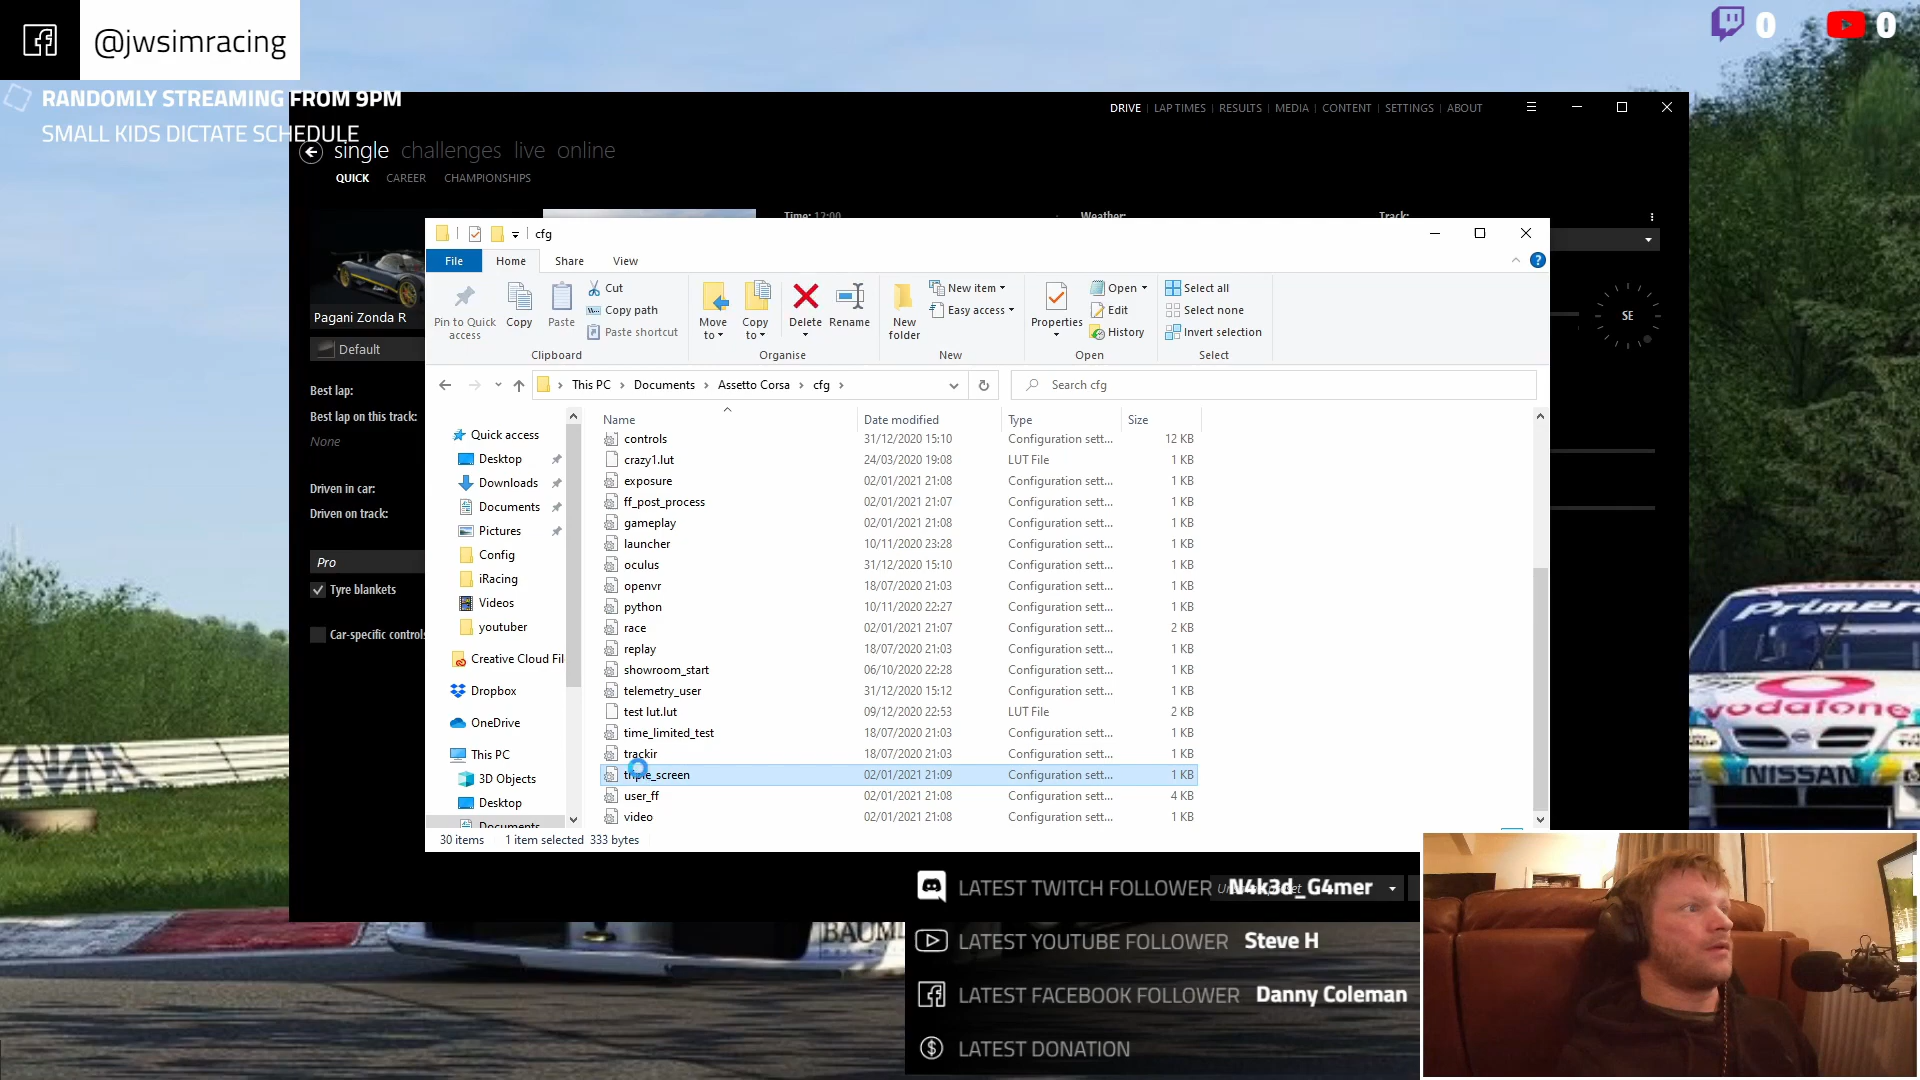 @jwsimracing
0
0
RANDOMLY STREAMING FROM 9PM
SMALL KIDS DICTATE SCHEDULE
DRIVE | LAP TIMES | RESULTS | MEDIA | CONTENT | SETTINGS | ABOUT
single challenges live online
QUICK CAREER CHAMPIONSHIPS
Time: 12:00
Weather:
Track:
Pagani Zonda R
Default
Best lap:
Best lap on this track:
None
Driven in car:
Driven on track:
Pro
Tyre blankets
Car-specific controls
SE
cfg
File Home Share View
Pin to Quick access
Copy
Paste
Cut
Copy path
Paste shortcut
Clipboard
Move to
Copy to
Delete
Rename
Organise
New folder
New item
Easy access
New
Properties
Open
Edit
History
Open
Select all
Select none
Invert selection
Select
This PC > Documents > Assetto Corsa > cfg >
Search cfg
Quick access
Desktop
Downloads
Documents
Pictures
Config
iRacing
Videos
youtuber
Creative Cloud Fil
Dropbox
OneDrive
This PC
3D Objects
Desktop
Documents
Name Date modified Type Size
controls 31/12/2020 15:10 Configuration sett... 12 KB
crazy1.lut 24/03/2020 19:08 LUT File 1 KB
exposure 02/01/2021 21:08 Configuration sett... 1 KB
ff_post_process 02/01/2021 21:07 Configuration sett... 1 KB
gameplay 02/01/2021 21:08 Configuration sett... 1 KB
launcher 10/11/2020 23:28 Configuration sett... 1 KB
oculus 31/12/2020 15:10 Configuration sett... 1 KB
openvr 18/07/2020 21:03 Configuration sett... 1 KB
python 10/11/2020 22:27 Configuration sett... 1 KB
race 02/01/2021 21:07 Configuration sett... 2 KB
replay 18/07/2020 21:03 Configuration sett... 1 KB
showroom_start 06/10/2020 22:28 Configuration sett... 1 KB
telemetry_user 31/12/2020 15:12 Configuration sett... 1 KB
test lut.lut 09/12/2020 22:53 LUT File 2 KB
time_limited_test 18/07/2020 21:03 Configuration sett... 1 KB
trackir 18/07/2020 21:03 Configuration sett... 1 KB
triple_screen 02/01/2021 21:09 Configuration sett... 1 KB
user_ff 02/01/2021 21:08 Configuration sett... 4 KB
video 02/01/2021 21:08 Configuration sett... 1 KB
30 items 1 item selected 333 bytes
Primera
vodafone
NISSAN
LATEST TWITCH FOLLOWER N4k3d_G4mer
LATEST YOUTUBE FOLLOWER Steve H
LATEST FACEBOOK FOLLOWER Danny Coleman
LATEST DONATION